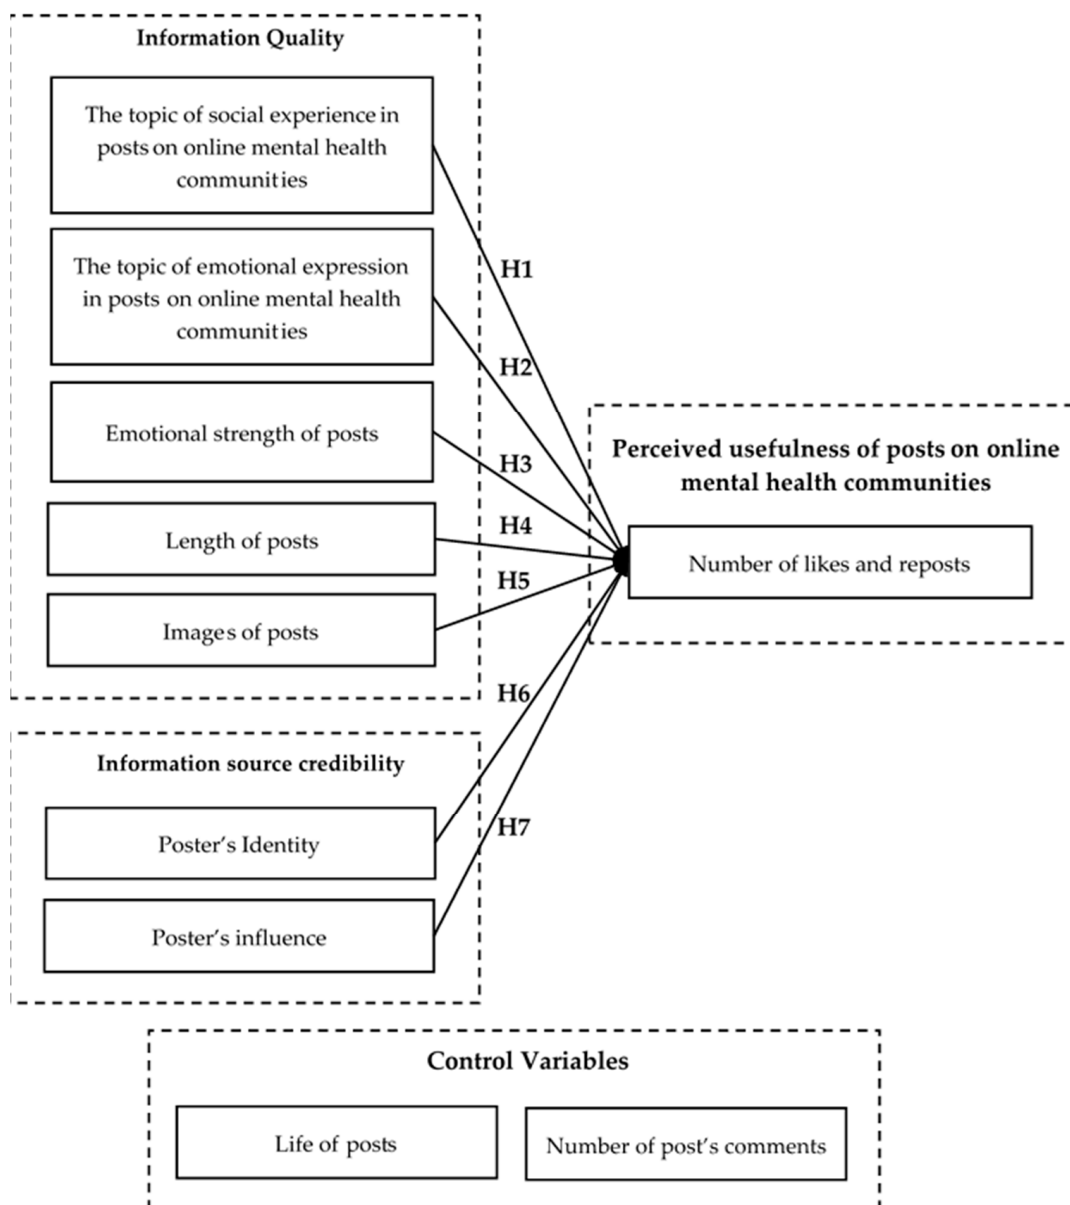 Information Quality
The topic of social experience in
posts on online mental health
communities
H1
The topic of emotional expression
in posts on online mental health
communities
H2
Emotional strength of posts
H3
Length of posts
H4
Images of posts
H5
Perceived usefulness of posts on online
mental health communities
Number of likes and reposts
H6
Information source credibility
Poster's Identity
H7
Poster's influence
Control Variables
Life of posts
Number of post's comments